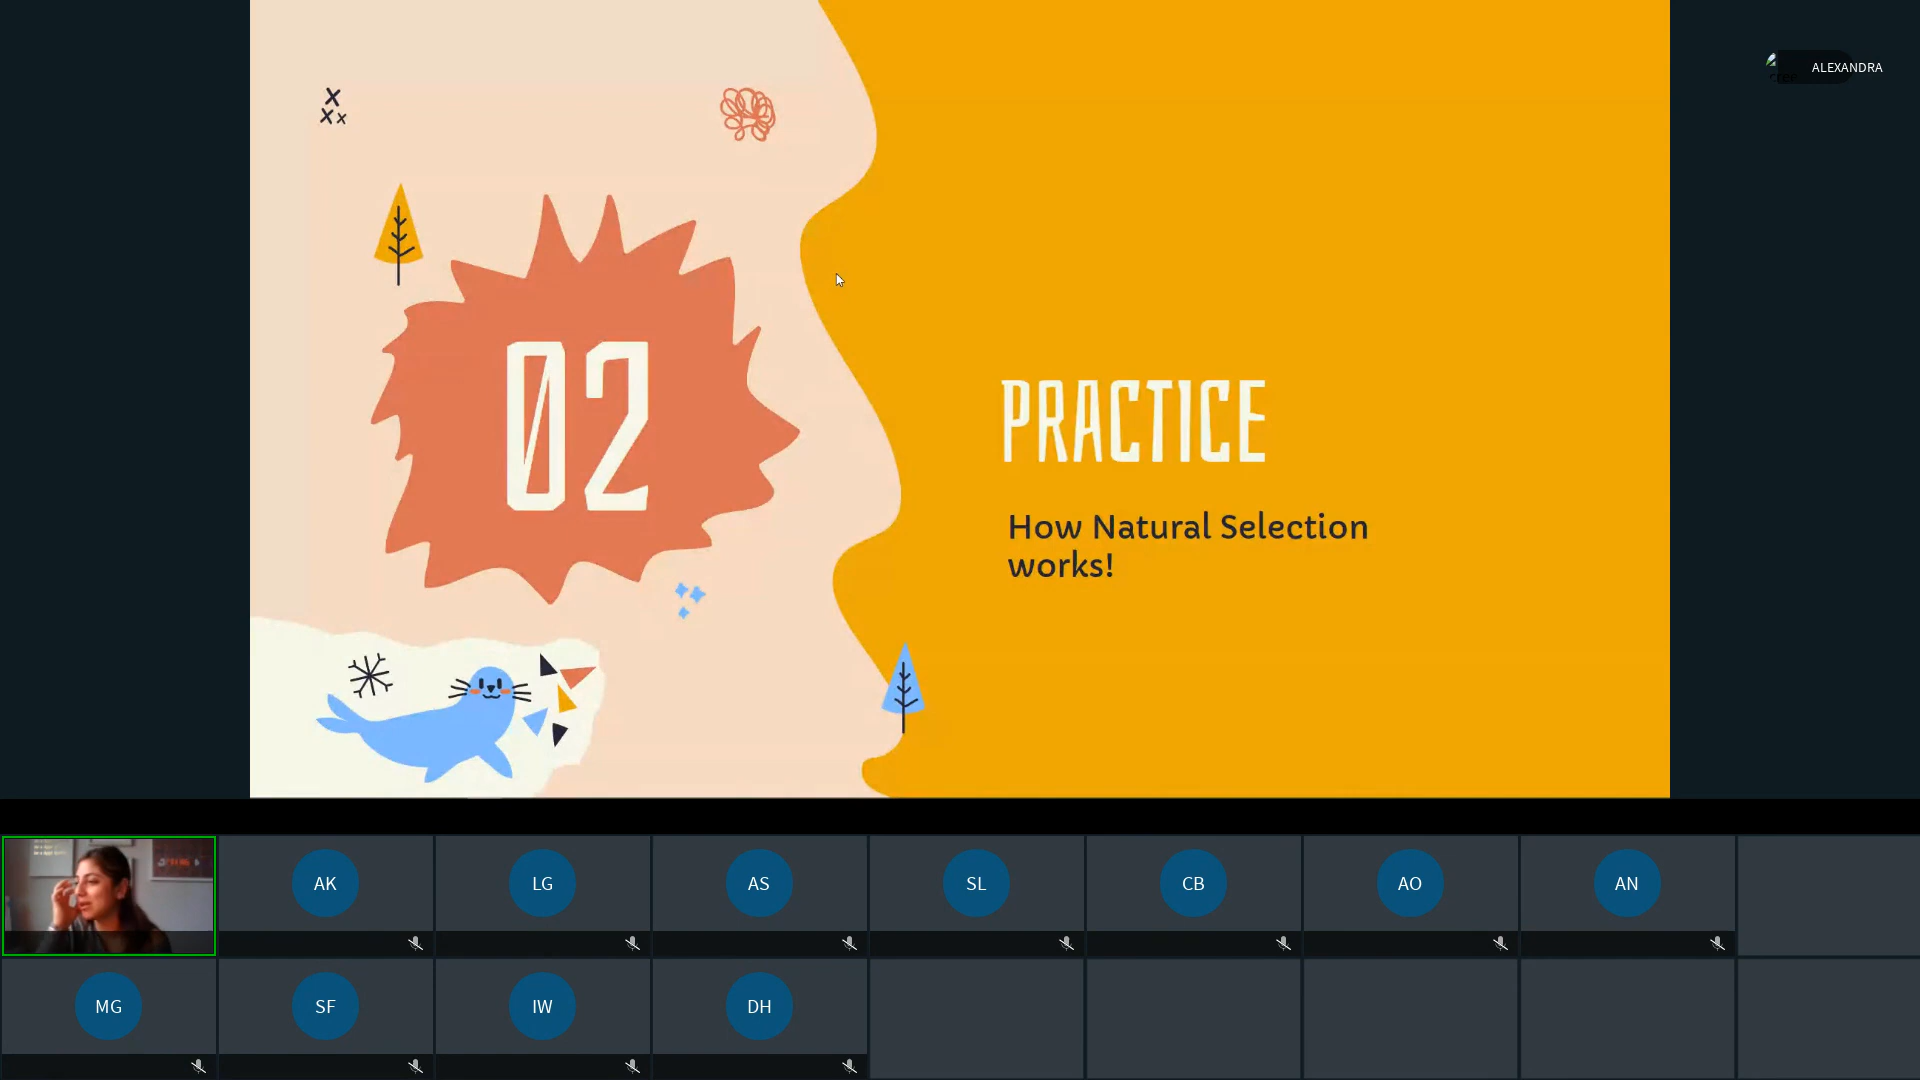 ALEXANDRA
02
PRACTICE
How Natural Selection
works!
AK
LG
AS
SL
CB
AO
AN
MG
SF
IW
DH